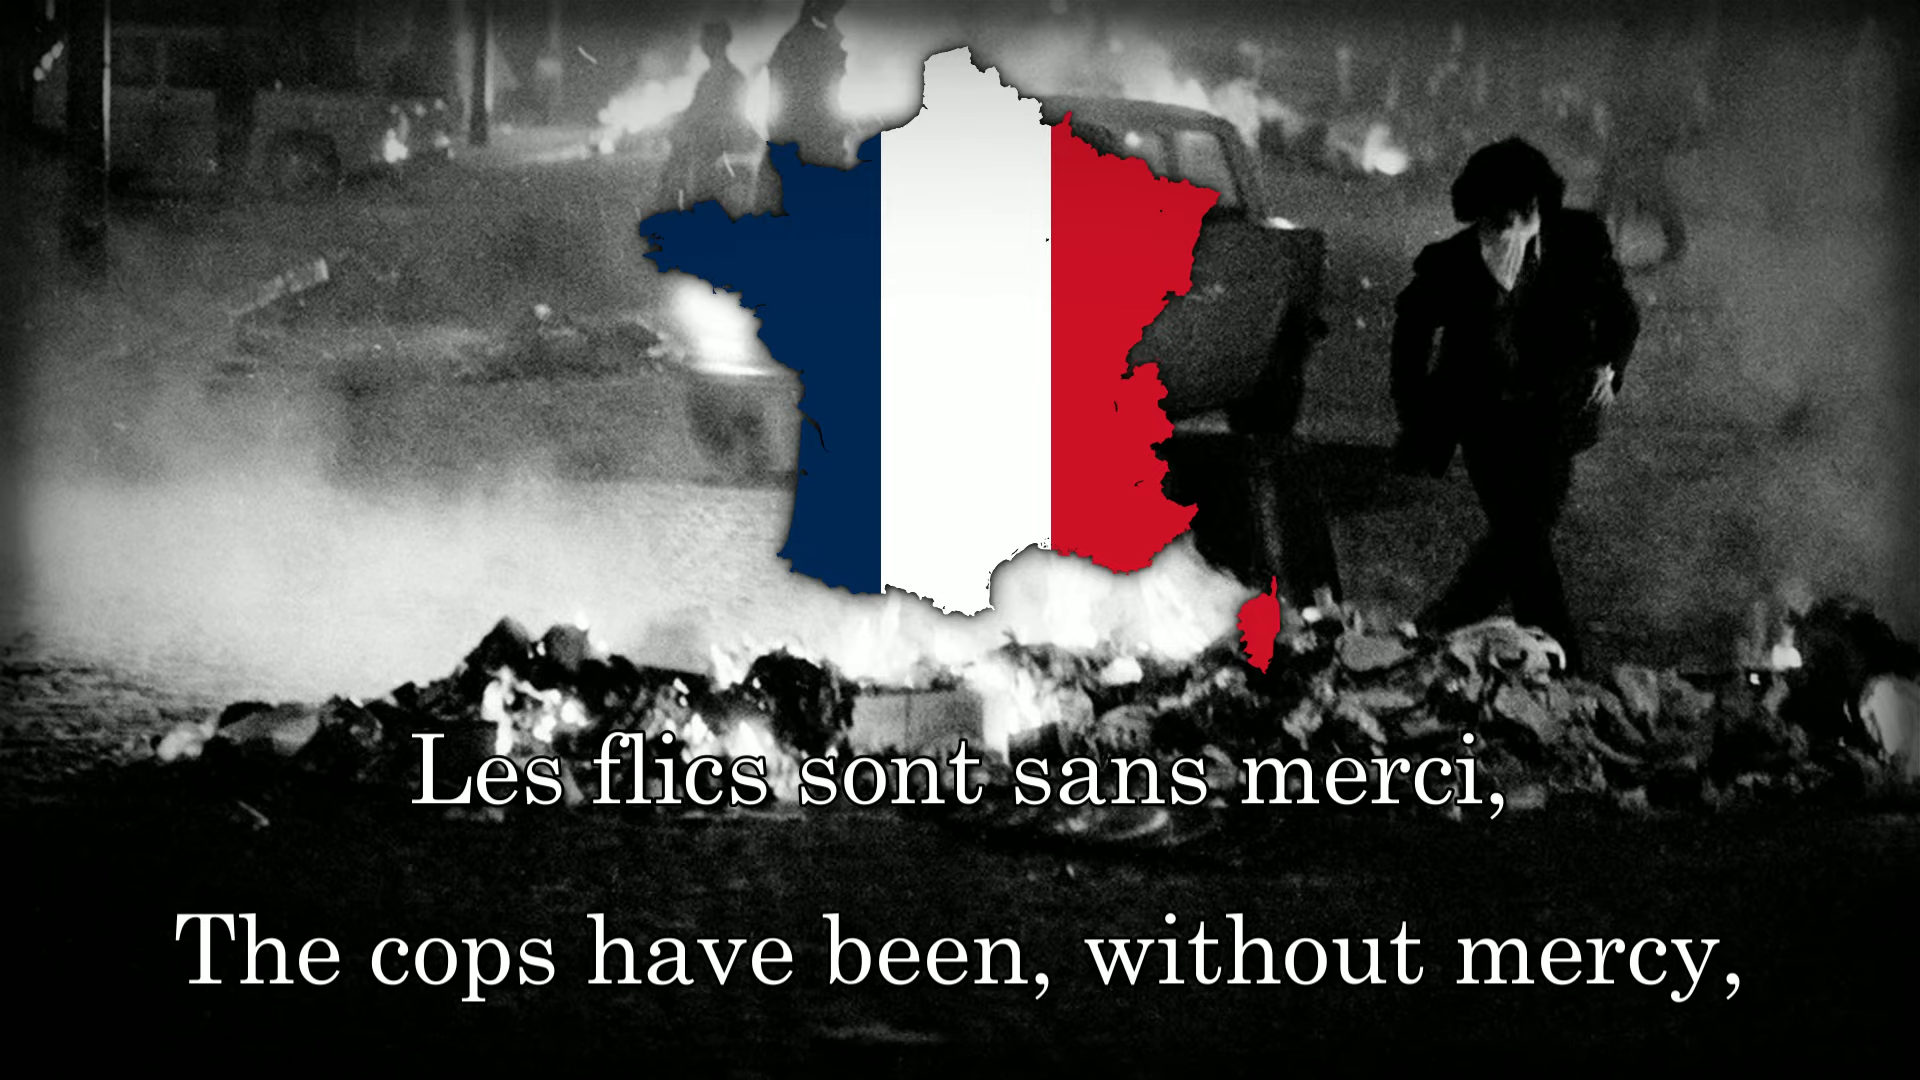 Les flics sont sans merci,
The cops have been, without mercy,